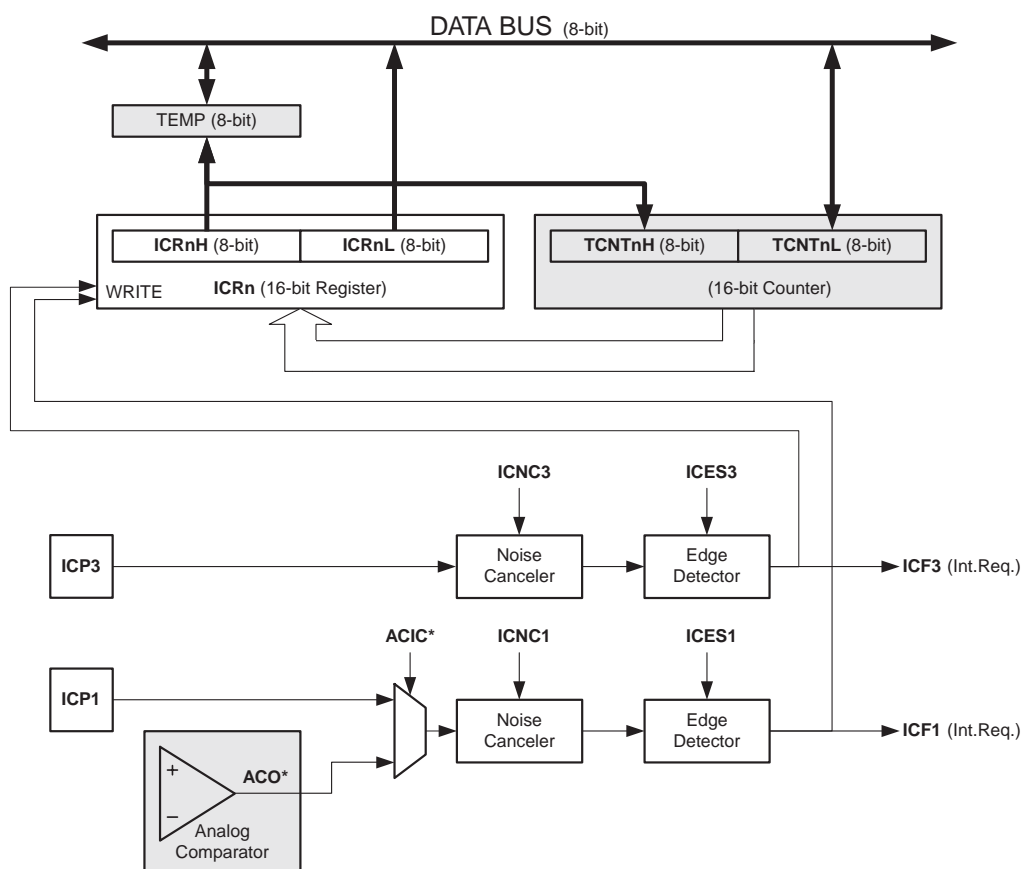 DATA BUS (8-bit)
TEMP (8-bit)
ICRnH (8-bit)
ICRnL (8-bit)
TCNTnH (8-bit)
TCNTnL (8-bit)
WRITE
ICRn (16-bit Register)
(16-bit Counter)
ICNC3
ICES3
ICP3
Noise
Canceler
Edge
Detector
ICF3 (Int.Req.)
ACIC*
ICNC1
ICES1
ICP1
Noise
Canceler
Edge
Detector
ICF1 (Int.Req.)
+
ACO*
−
Analog
Comparator